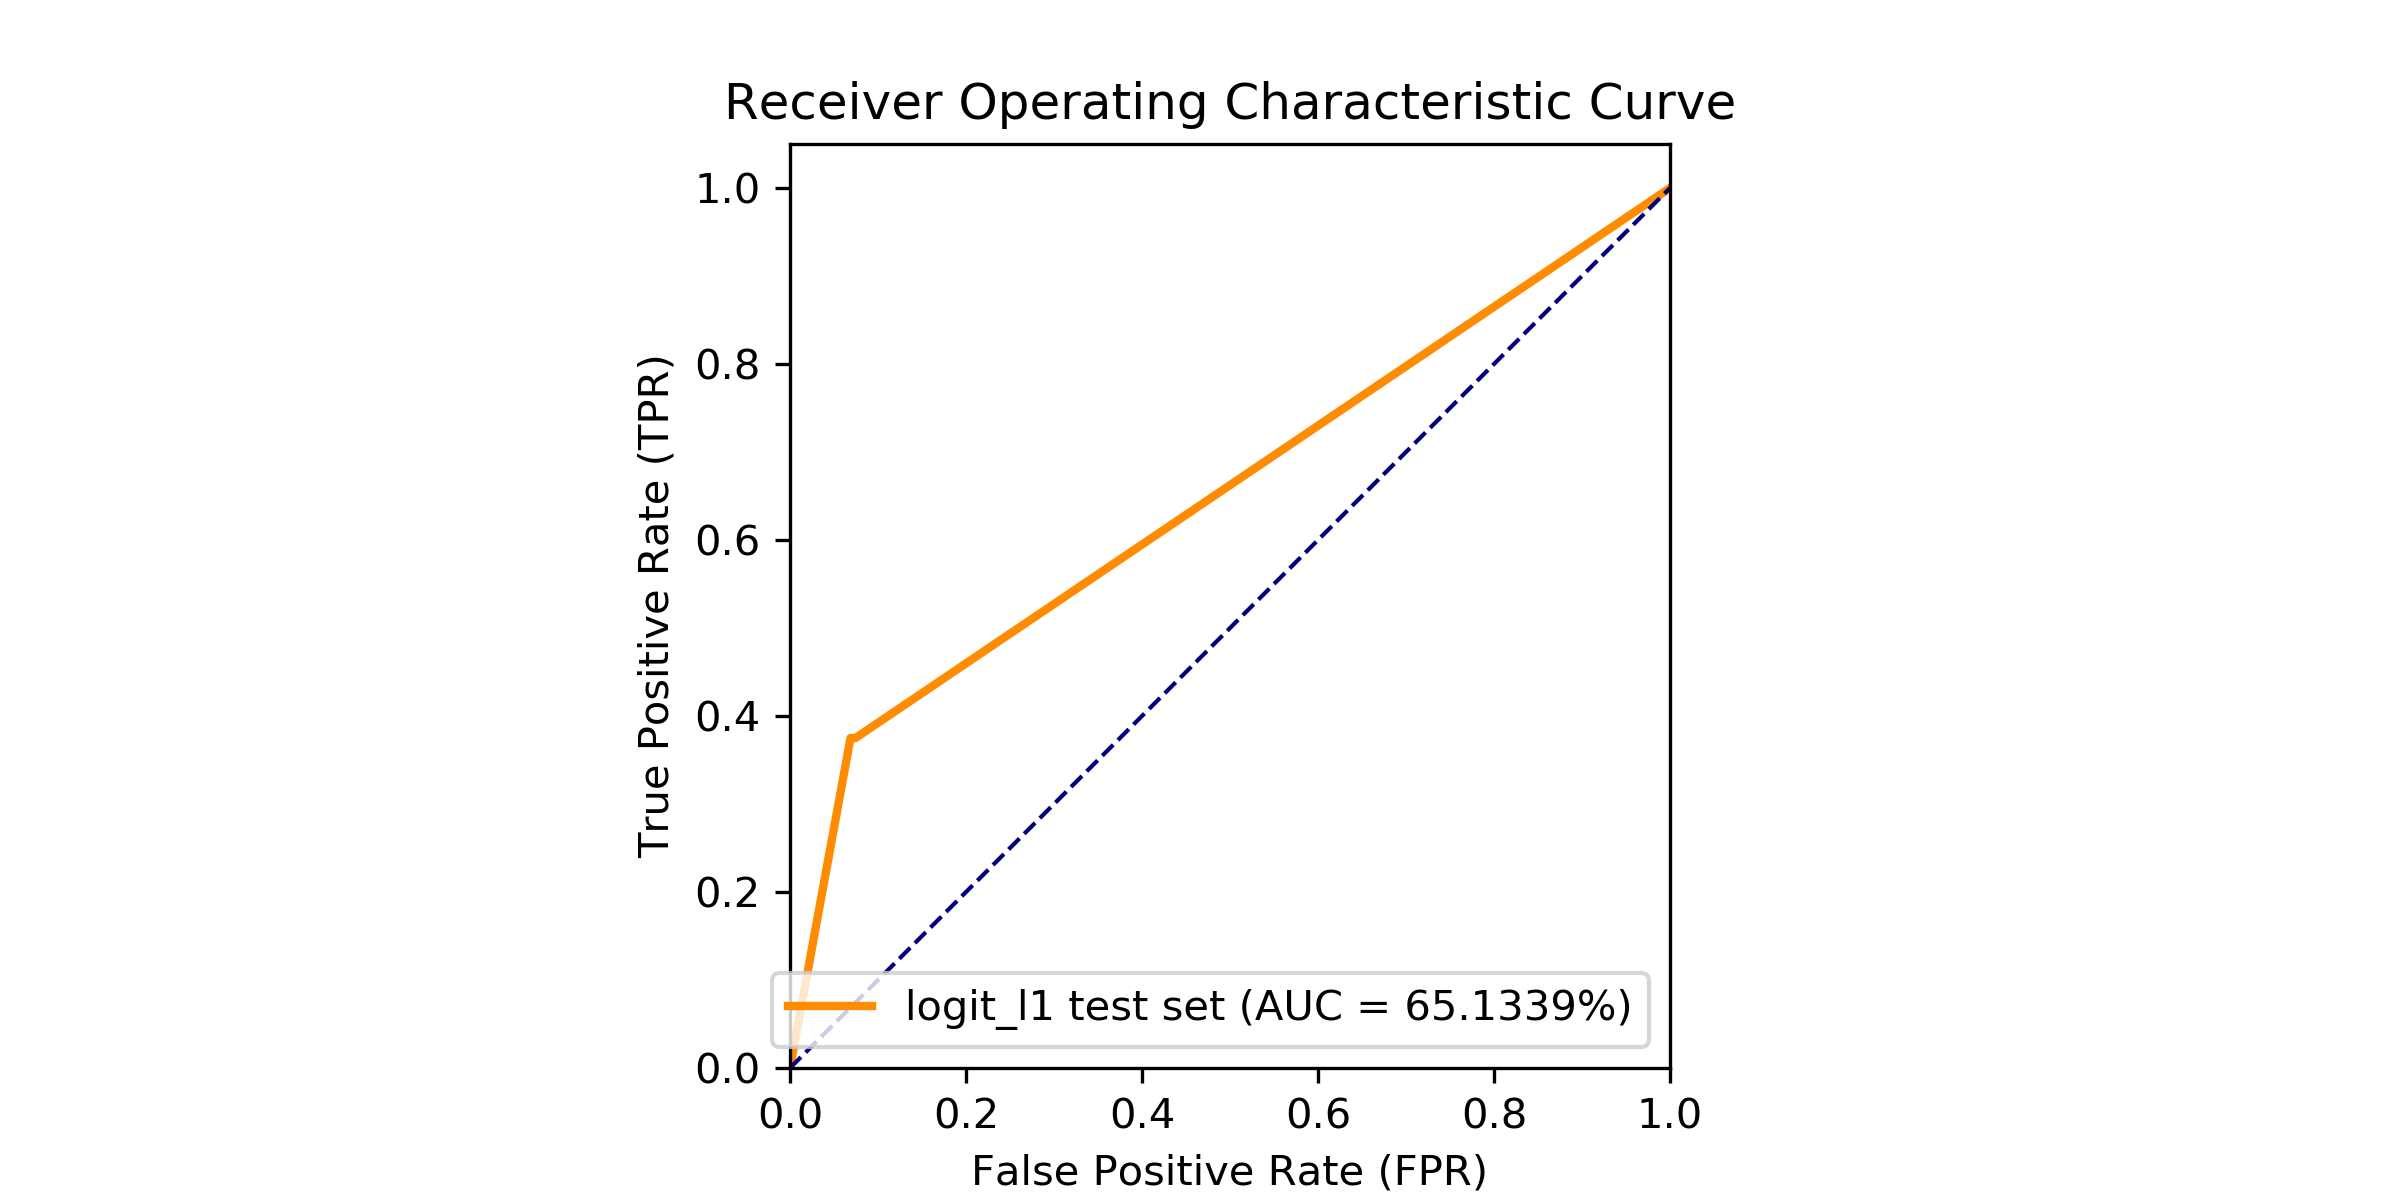 Receiver Operating Characteristic Curve
1.0
0.8
0.6
0.4
0.2
0.0
True Positive Rate (TPR)
logit_l1 test set (AUC = 65.1339%)
0.0 0.2 0.4 0.6 0.8 1.0
False Positive Rate (FPR)